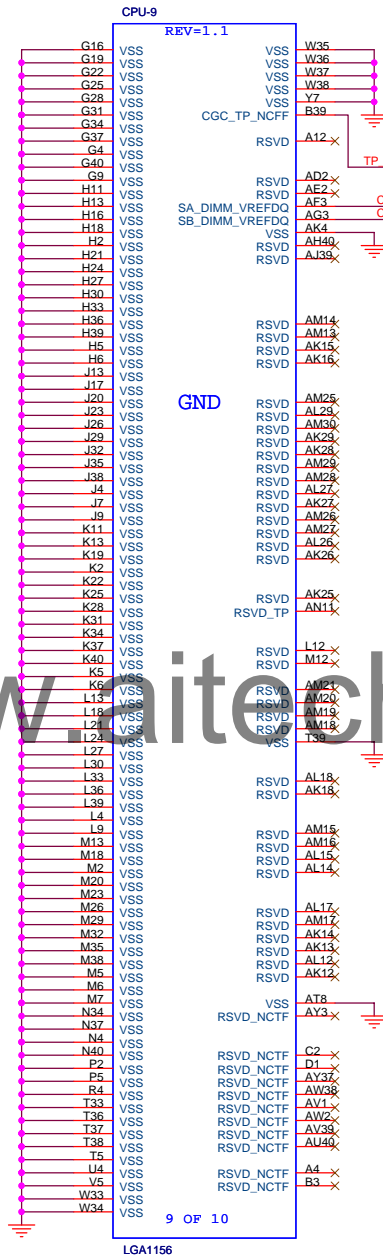 CPU-9
REV=1.1
G16 VSS VSS W35
G19 VSS VSS W36
G22 VSS VSS W37
G25 VSS VSS W38
G28 VSS VSS Y7
G31 VSS CGC_TP_NCFF B39
G34 VSS
G37 VSS RSVD A12
G4 VSS TP
G40 VSS
G9 VSS RSVD AD2
H11 VSS RSVD AE2
H13 VSS SA_DIMM_VREFDQ AF3
H16 VSS SB_DIMM_VREFDQ AG3
H18 VSS VSS AK4
H2 VSS RSVD AH40
H21 VSS RSVD AJ39
H24 VSS
H27 VSS
H30 VSS
H33 VSS
H36 VSS RSVD AM14
H39 VSS RSVD AM13
H5 VSS RSVD AK15
H6 VSS RSVD AK16
J13 VSS
J17 VSS
J20 VSS RSVD AM25
GND
J23 VSS RSVD AL29
J26 VSS RSVD AM30
J29 VSS RSVD AK29
J32 VSS RSVD AK28
J35 VSS RSVD AM29
J38 VSS RSVD AM28
J4 VSS RSVD AL27
J7 VSS RSVD AK27
J9 VSS RSVD AM26
K11 VSS RSVD AM27
K13 VSS RSVD AL26
K19 VSS RSVD AK26
K2 VSS
K22 VSS
K25 VSS RSVD AK25
K28 VSS RSVD_TP AN11
K31 VSS
K34 VSS
K37 VSS RSVD L12
K40 VSS RSVD M12
K5 VSS
K6 VSS RSVD AM21
L13 VSS RSVD AM20
L18 VSS RSVD AM19
L21 VSS RSVD AM18
L24 VSS VSS T39
w.aitech
L27 VSS
L30 VSS
L33 VSS RSVD AL18
L36 VSS RSVD AK18
L39 VSS
L4 VSS
L9 VSS RSVD AM15
M13 VSS RSVD AM16
M18 VSS RSVD AL15
M2 VSS RSVD AL14
M20 VSS
M23 VSS
M26 VSS RSVD AL17
M29 VSS RSVD AM17
M32 VSS RSVD AK14
M35 VSS RSVD AK13
M38 VSS RSVD AL12
M5 VSS RSVD AK12
M6 VSS
M7 VSS VSS AT8
N34 VSS RSVD_NCTF AY3
N37 VSS
N4 VSS
N40 VSS RSVD_NCTF C2
P2 VSS RSVD_NCTF D1
P5 VSS RSVD_NCTF AY37
R4 VSS RSVD_NCTF AW38
T33 VSS RSVD_NCTF AV1
T36 VSS RSVD_NCTF AW2
T37 VSS RSVD_NCTF AV39
T38 VSS RSVD_NCTF AU40
T5 VSS
U4 VSS RSVD_NCTF A4
V5 VSS RSVD_NCTF B3
W33 VSS
W34 VSS
9 OF 10
LGA1156